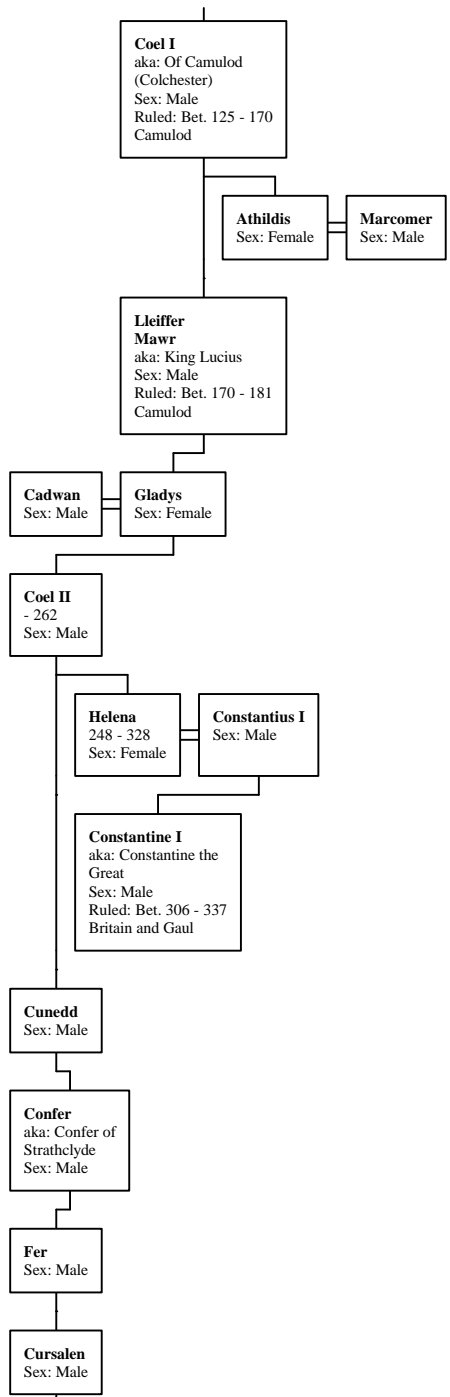 Coel I
aka: Of Camulod
(Colchester)
Sex: Male
Ruled: Bet. 125 - 170
Camulod
Athildis
Sex: Female
Marcomer
Sex: Male
Lleiffer
Mawr
aka: King Lucius
Sex: Male
Ruled: Bet. 170 - 181
Camulod
Cadwan
Sex: Male
Gladys
Sex: Female
Coel II
- 262
Sex: Male
Helena
248 - 328
Sex: Female
Constantius I
Sex: Male
Constantine I
aka: Constantine the
Great
Sex: Male
Ruled: Bet. 306 - 337
Britain and Gaul
Cunedd
Sex: Male
Confer
aka: Confer of
Strathclyde
Sex: Male
Fer
Sex: Male
Cursalen
Sex: Male